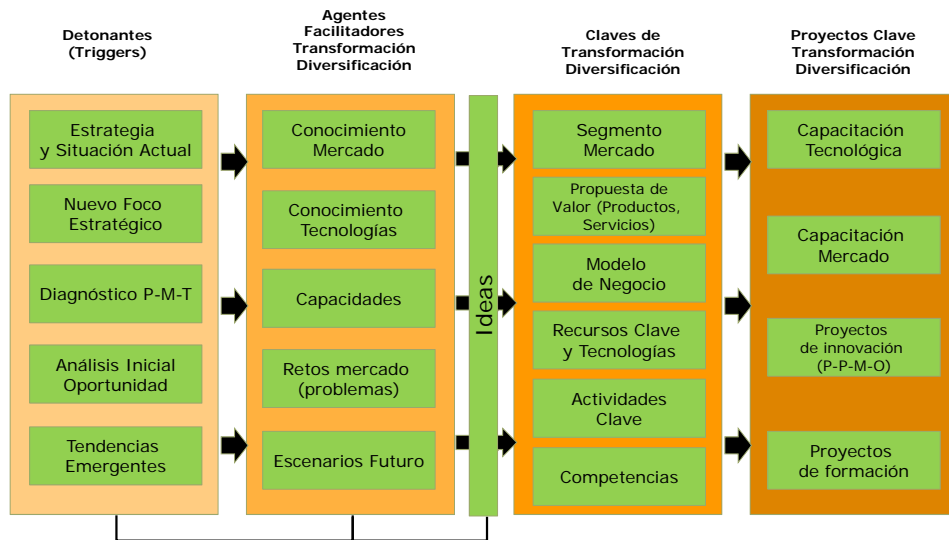 Detonantes
(Triggers)
Agentes
Facilitadores
Transformación
Diversificación
Claves de
Transformación
Diversificación
Proyectos Clave
Transformación
Diversificación
Estrategia
y Situación Actual
Nuevo Foco
Estratégico
Diagnóstico P-M-T
Análisis Inicial
Oportunidad
Tendencias
Emergentes
Conocimiento
Mercado
Conocimiento
Tecnologías
Capacidades
Retos mercado
(problemas)
Escenarios Futuro
Ideas
Segmento
Mercado
Propuesta de
Valor (Productos,
Servicios)
Modelo
de Negocio
Recursos Clave
y Tecnologías
Actividades
Clave
Competencias
Capacitación
Tecnológica
Capacitación
Mercado
Proyectos
de innovación
(P-P-M-O)
Proyectos
de formación